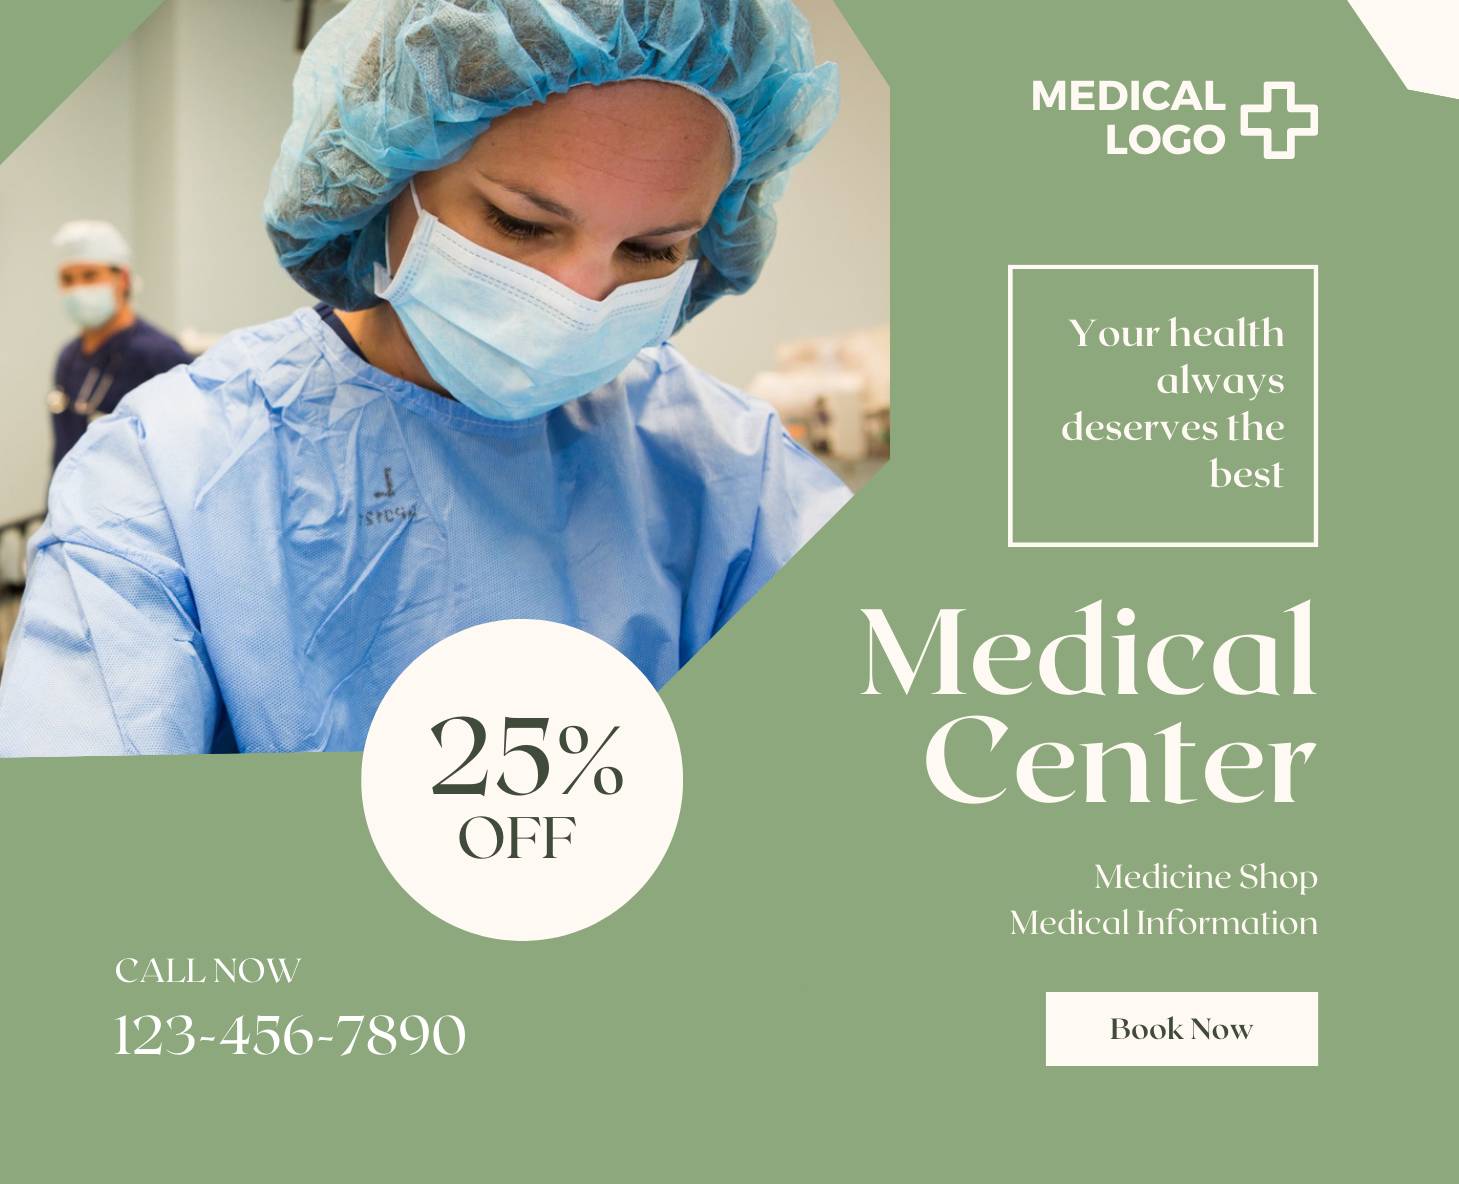 MEDICAL
LOGO
Your health
always
deserves the
best
Medical
Center
25%
OFF
Medicine Shop
Medical Information
CALL NOW
123-456-7890
Book Now